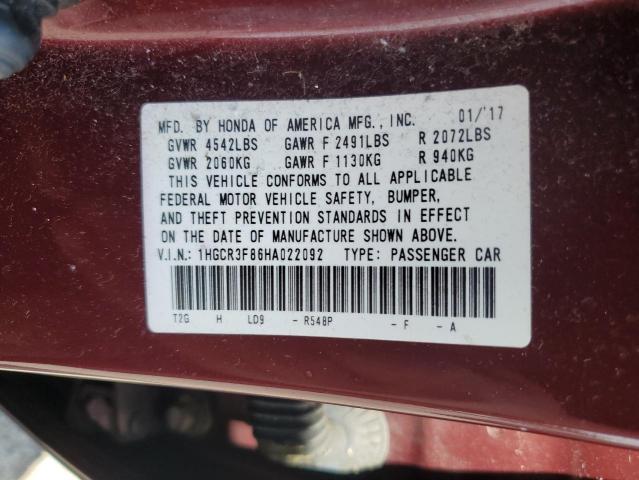 MFD. BY HONDA OF AMERICA MFG., INC. 01/'17
GVWR 4542LBS GAWR F 2491LBS R 2072LBS
GVWR 2060KG GAWR F 1130KG R 940KG
THIS VEHICLE CONFORMS TO ALL APPLICABLE
FEDERAL MOTOR VEHICLE SAFETY, BUMPER,
AND THEFT PREVENTION STANDARDS IN EFFECT
ON THE DATE OF MANUFACTURE SHOWN ABOVE.
V.I.N.: 1HGCR3F86HA022092 TYPE: PASSENGER CAR
T2G H LD9 - R548P - F - A